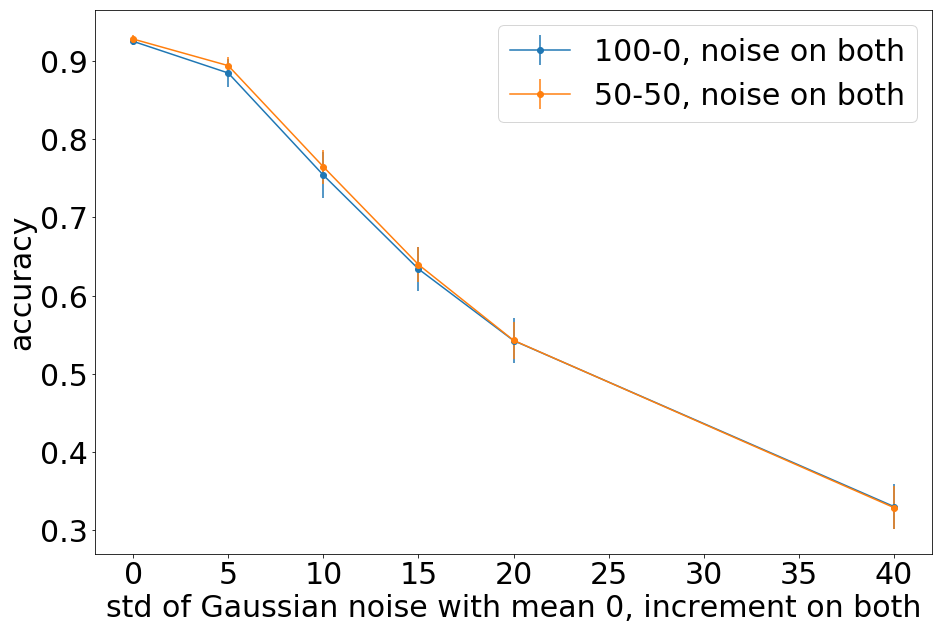 100-0, noise on both
50-50, noise on both
accuracy
0.9
0.8
0.7
0.6
0.5
0.4
0.3
0 5 10 15 20 25 30 35 40
std of Gaussian noise with mean 0, increment on both